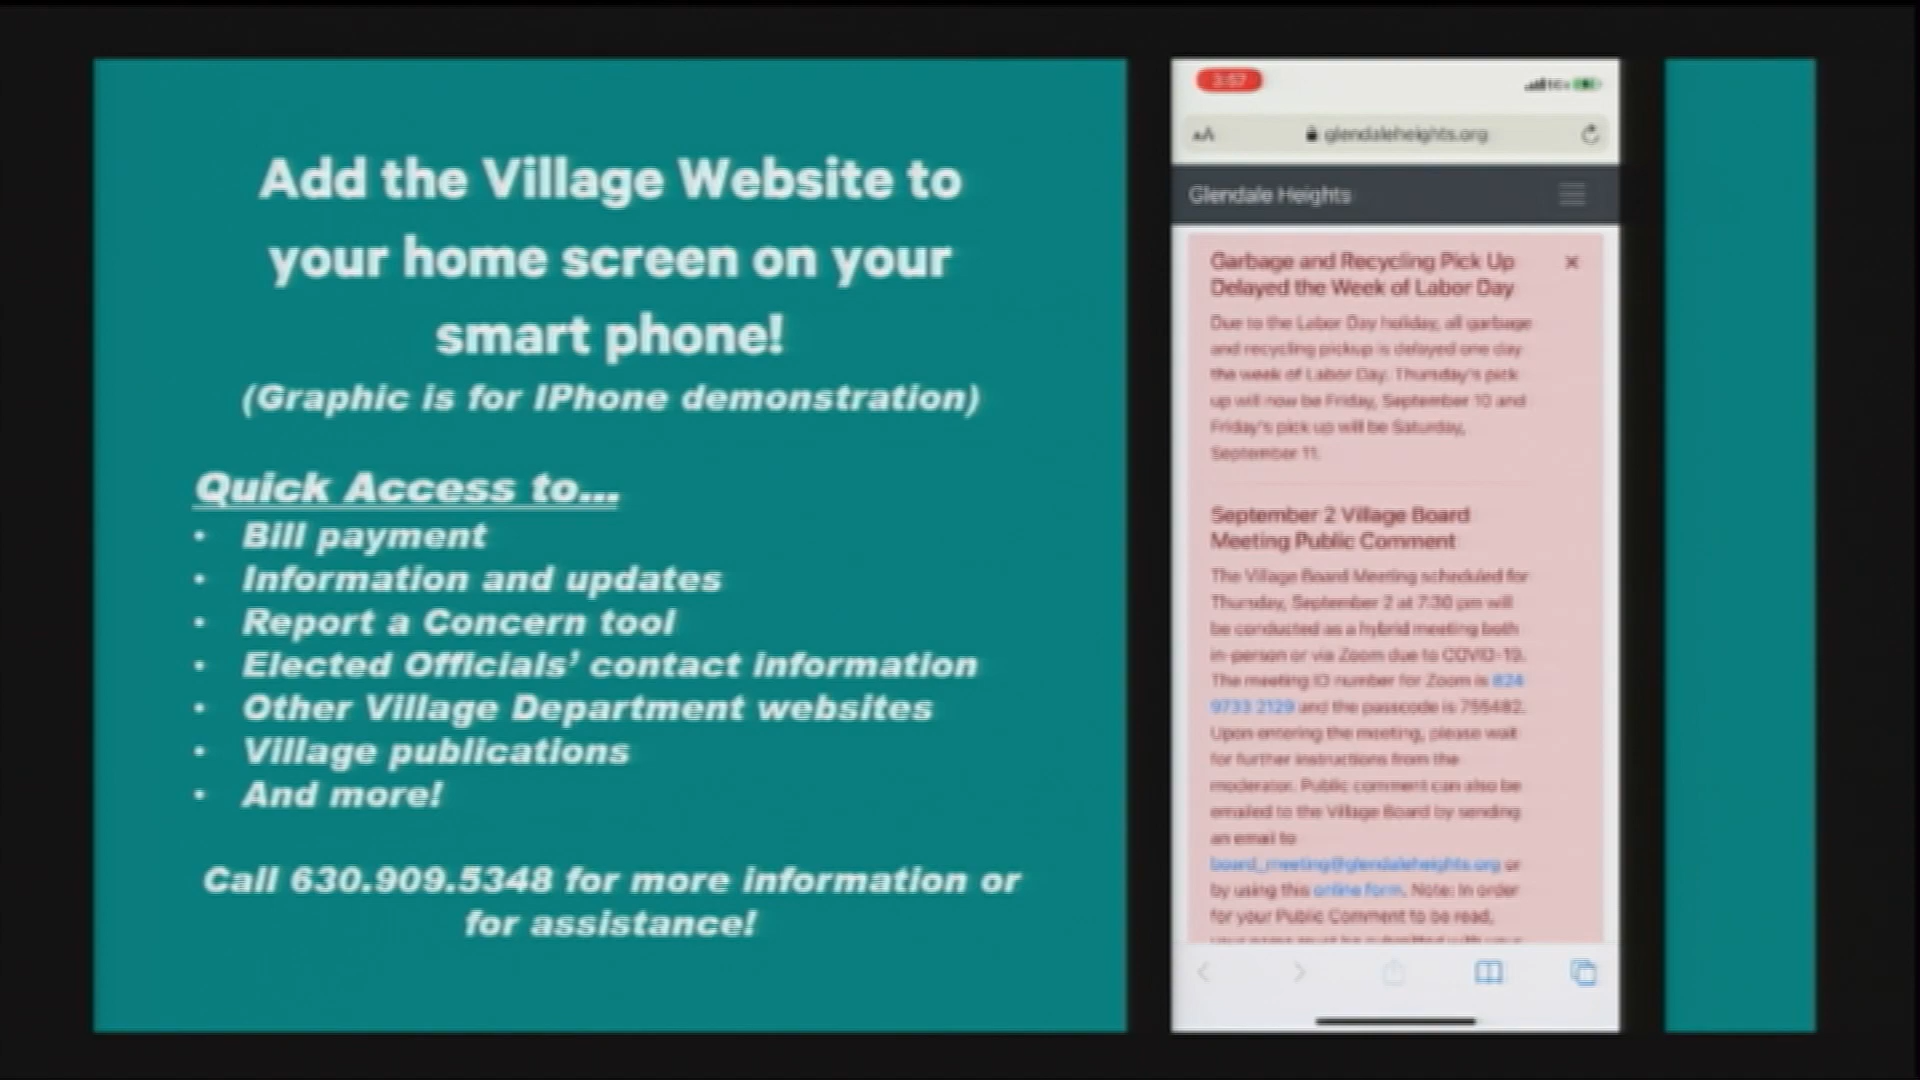 Add the Village Website to
your home screen on your
smart phone!
(Graphic is for IPhone demonstration)
Quick Access to...
• Bill payment
• Information and updates
• Report a Concern tool
• Elected Officials’ contact information
• Other Village Department websites
• Village publications
• And more!
Call 630.909.5348 for more information or
for assistance!
3:57
AA glendaleheights.org
Glendale Heights
Garbage and Recycling Pick Up
Delayed the Week of Labor Day
Due to the Labor Day holiday, all garbage
and recycling pickup is delayed one day
the week of Labor Day. Thursday's pick
up will now be Friday, September 10 and
Friday's pick up will be Saturday,
September 11.
September 2 Village Board
Meeting Public Comment
The Village Board Meeting scheduled for
Thursday, September 2 at 7:30 pm will
be conducted as a hybrid meeting both
in-person or via Zoom due to COVID-19.
The meeting ID number for Zoom is 824
9733 2129 and the passcode is 755482.
Upon entering the meeting, please wait
for further instructions from the
moderator. Public comment can also be
emailed to the Village Board by sending
an email to
board_meeting@glendaleheights.org or
by using this online form. Note: In order
for your Public Comment to be read,